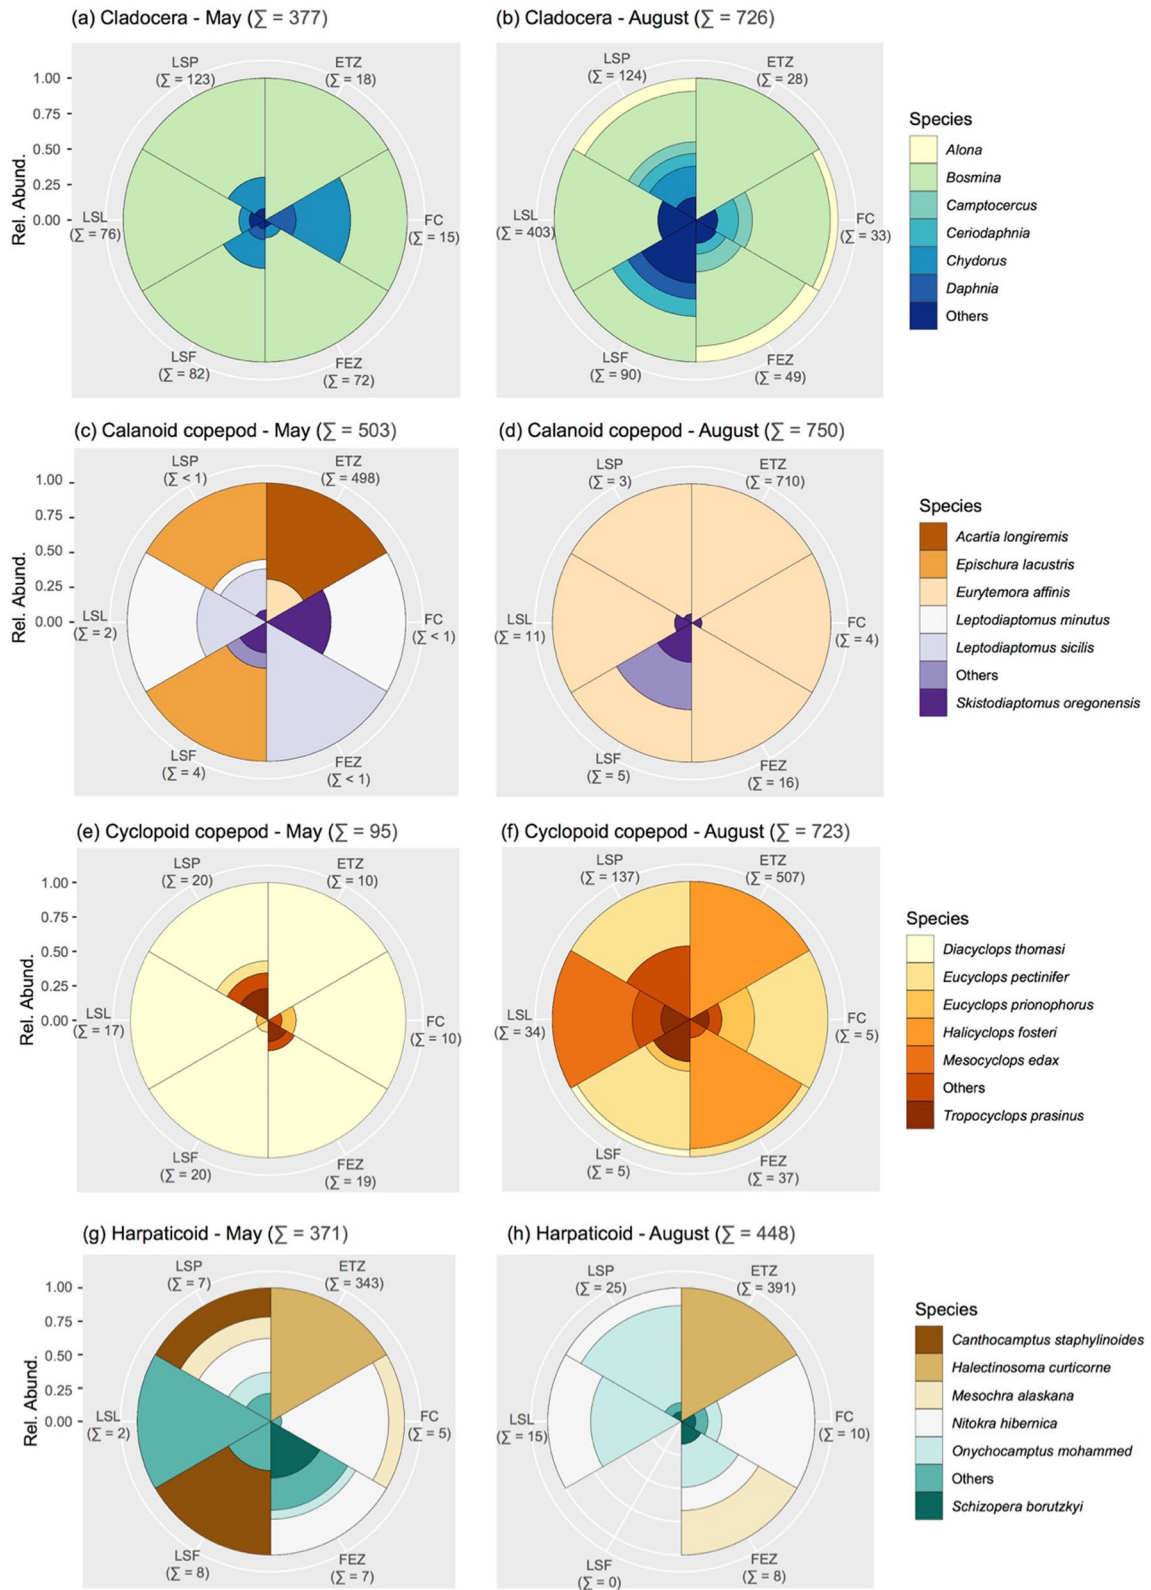 (a) Cladocera - May (∑ = 377)
(b) Cladocera - August (∑ = 726)
Rel. Abund.
1.00
0.75
0.50
0.25
0.00
LSP
(∑ = 123)
ETZ
(∑ = 18)
LSL
(∑ = 76)
FC
(∑ = 15)
LSF
(∑ = 82)
FEZ
(∑ = 72)
LSP
(∑ = 124)
ETZ
(∑ = 28)
LSL
(∑ = 403)
FC
(∑ = 33)
LSF
(∑ = 90)
FEZ
(∑ = 49)
Species
Alona
Bosmina
Camptocercus
Ceriodaphnia
Chydorus
Daphnia
Others
(c) Calanoid copepod - May (∑ = 503)
(d) Calanoid copepod - August (∑ = 750)
Rel. Abund.
1.00
0.75
0.50
0.25
0.00
LSP
(∑ < 1)
ETZ
(∑ = 498)
LSL
(∑ = 2)
FC
(∑ < 1)
LSF
(∑ = 4)
FEZ
(∑ < 1)
LSP
(∑ = 3)
ETZ
(∑ = 710)
LSL
(∑ = 11)
FC
(∑ = 4)
LSF
(∑ = 5)
FEZ
(∑ = 16)
Species
Acartia longiremis
Epischura lacustris
Eurytemora affinis
Leptodiaptomus minutus
Leptodiaptomus sicilis
Others
Skistodiaptomus oregonensis
(e) Cyclopoid copepod - May (∑ = 95)
(f) Cyclopoid copepod - August (∑ = 723)
Rel. Abund.
1.00
0.75
0.50
0.25
0.00
LSP
(∑ = 20)
ETZ
(∑ = 10)
LSL
(∑ = 17)
FC
(∑ = 10)
LSF
(∑ = 20)
FEZ
(∑ = 19)
LSP
(∑ = 137)
ETZ
(∑ = 507)
LSL
(∑ = 34)
FC
(∑ = 5)
LSF
(∑ = 5)
FEZ
(∑ = 37)
Species
Diacyclops thomasi
Eucyclops pectinifer
Eucyclops prionophorus
Halicyclops fosteri
Mesocyclops edax
Others
Tropocyclops prasinus
(g) Harpaticoid - May (∑ = 371)
(h) Harpaticoid - August (∑ = 448)
Rel. Abund.
1.00
0.75
0.50
0.25
0.00
LSP
(∑ = 7)
ETZ
(∑ = 343)
LSL
(∑ = 2)
FC
(∑ = 5)
LSF
(∑ = 8)
FEZ
(∑ = 7)
LSP
(∑ = 25)
ETZ
(∑ = 391)
LSL
(∑ = 15)
FC
(∑ = 10)
LSF
(∑ = 0)
FEZ
(∑ = 8)
Species
Canthocamptus staphylinoides
Halectinosoma curticorne
Mesochra alaskana
Nitokra hibernica
Onychocamptus mohammed
Others
Schizopera borutzkyi